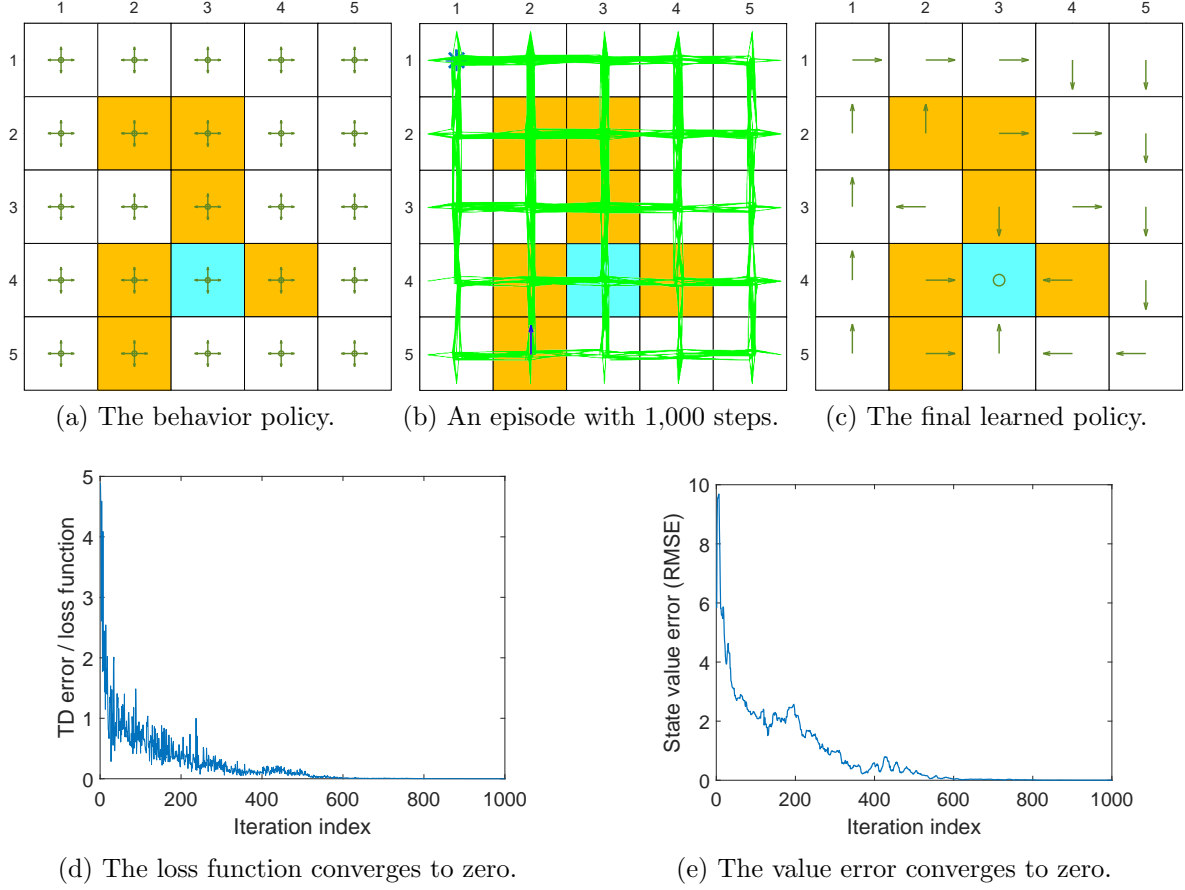 1 2 3 4 5
1
2
3
4
5
(a) The behavior policy.
1 2 3 4 5
1
2
3
4
5
(b) An episode with 1,000 steps.
1 2 3 4 5
1
2
3
4
5
(c) The final learned policy.
5
4
3
2
1
0
0 200 400 600 800 1000
TD error / loss function
Iteration index
(d) The loss function converges to zero.
10
8
6
4
2
0
0 200 400 600 800 1000
State value error (RMSE)
Iteration index
(e) The value error converges to zero.